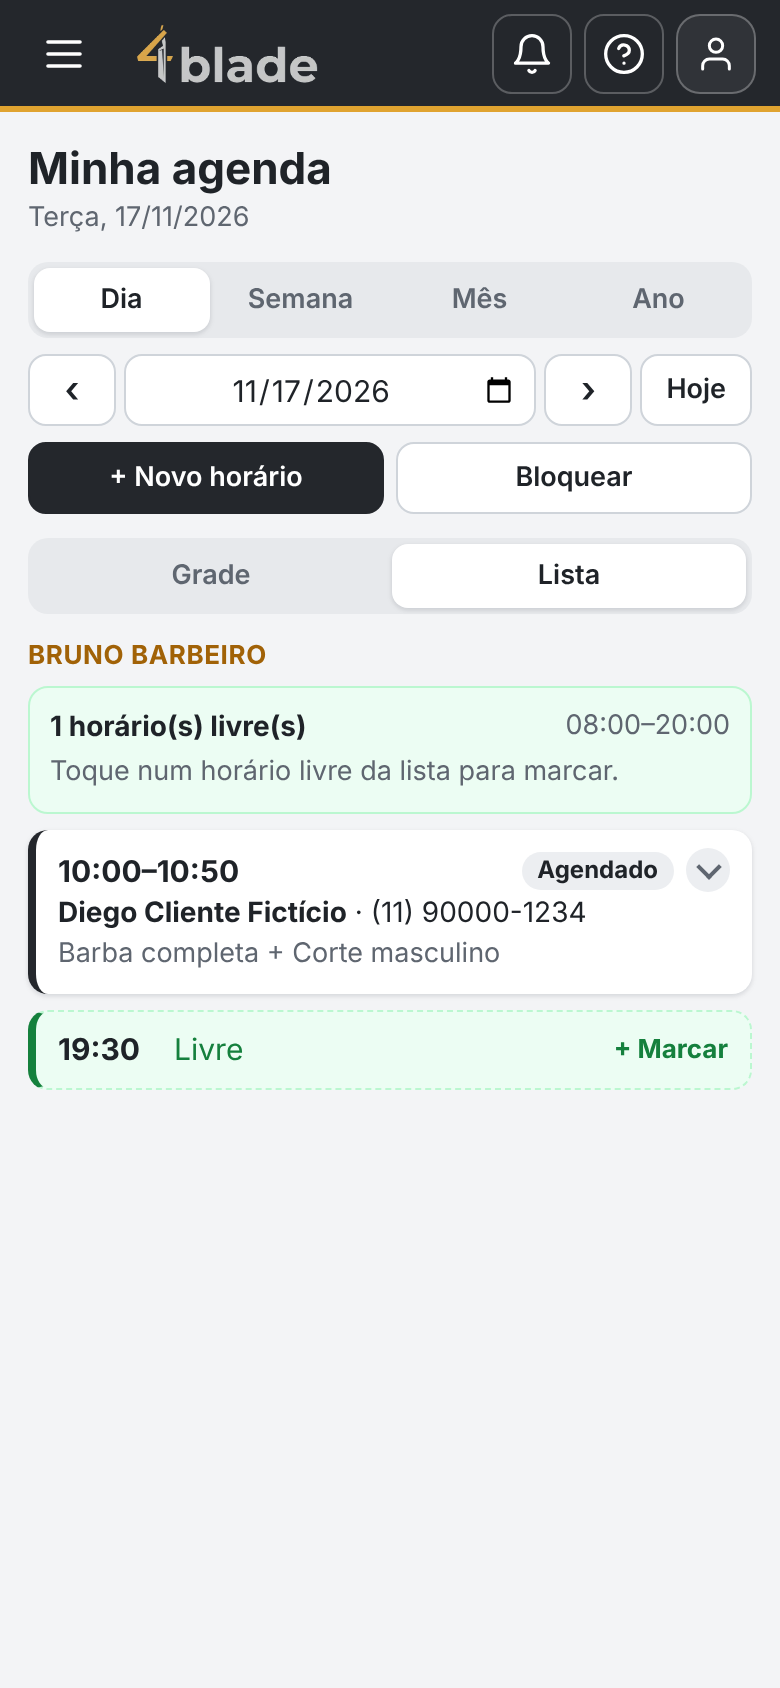 4blade
Minha agenda
Terça, 17/11/2026
Dia Semana Mês Ano
‹ 11/17/2026 › Hoje
+ Novo horário Bloquear
Grade Lista
BRUNO BARBEIRO
1 horário(s) livre(s) 08:00–20:00
Toque num horário livre da lista para marcar.
10:00–10:50 Agendado
Diego Cliente Fictício · (11) 90000-1234
Barba completa + Corte masculino
19:30 Livre + Marcar